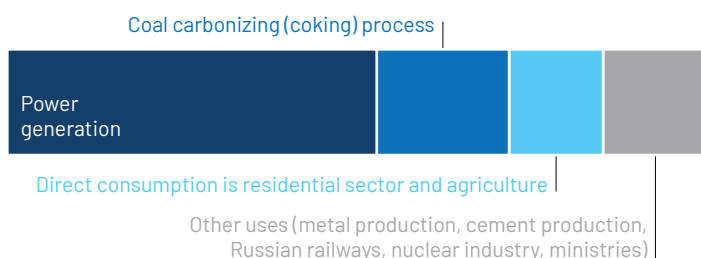 Coal carbonizing (coking) process
Power
generation
Direct consumption is residential sector and agriculture
Other uses (metal production, cement production,
Russian railways, nuclear industry, ministries)